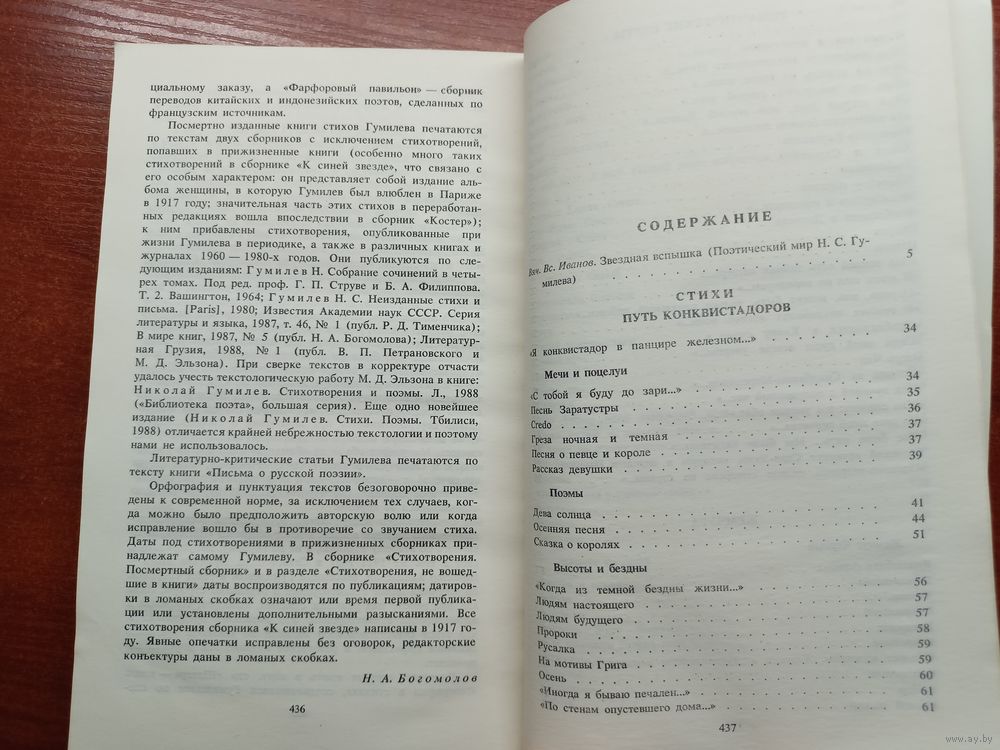 циальному заказу, а «Фарфоровый павильон» — сборник
переводов китайских и индонезийских поэтов, сделанных по
французским источникам.
Посмертно изданные книги стихов Гумилева печатаются
по текстам двух сборников с исключением стихотворений,
попавших в прижизненные книги (особенно много таких
стихотворений в сборнике «К синей звезде», что связано с
его особым характером: он представляет собой издание аль-
бома женщины, в которую Гумилев был влюблен в Париже
в 1917 году; значительная часть этих стихов в переработан-
ных редакциях вошла впоследствии в сборник «Костер»);
к ним прибавлены стихотворения, опубликованные при
жизни Гумилева в периодике, а также в различных книгах и
журналах 1960 — 1980-х годов. Они публикуются по сле-
дующим изданиям: Гумилев Н. Собрание сочинений в четы-
рех томах. Под ред. проф. Г. П. Струве и Б. А. Филиппова.
Т. 2. Вашингтон, 1964; Гумилев Н. С. Неизданные стихи и
письма. [Paris], 1980; Известия Академии наук СССР. Серия
литературы и языка, 1987, т. 46, № 1 (публ. Р. Д. Тименчика);
В мире книг, 1987, № 5 (публ. Н. А. Богомолова); Литератур-
ная Грузия, 1988, № 1 (публ. В. П. Петрановского и
М. Д. Эльзона). При сверке текстов в корректуре отчасти
удалось учесть текстологическую работу М. Д. Эльзона в книге:
Николай Гумилев. Стихотворения и поэмы. Л., 1988
(«Библиотека поэта», большая серия). Еще одно новейшее
издание (Николай Гумилев. Стихи. Поэмы. Тбилиси,
1988) отличается крайней небрежностью текстологии и поэтому
нами не использовалось.
Литературно-критические статьи Гумилева печатаются по
тексту книги «Письма о русской поэзии».
Орфография и пунктуация текстов безоговорочно приведе-
ны к современной норме, за исключением тех случаев, ког-
да можно было предположить авторскую волю или когда
исправление вошло бы в противоречие со звучанием стиха.
Даты под стихотворениями в прижизненных сборниках при-
надлежат самому Гумилеву. В сборнике «Стихотворения.
Посмертный сборник» и в разделе «Стихотворения, не вошед-
шие в книги» даты воспроизводятся по публикациям; датиров-
ки в ломаных скобках означают или время первой публика-
ции или установлены дополнительными разысканиями. Все
стихотворения сборника «К синей звезде» написаны в 1917 го-
ду. Явные опечатки исправлены без оговорок, редакторские
конъектуры даны в ломаных скобках.
Н. А. Богомолов
436
СОДЕРЖАНИЕ
Вяч. Вс. Иванов. Звездная вспышка (Поэтический мир Н. С. Гу-
милева) . . . . . . . . . . 5
СТИХИ
ПУТЬ КОНКВИСТАДОРОВ
«Я конквистадор в панцире железном...» . . . . . . 34
Мечи и поцелуи
«С тобой я буду до зари...» . . . . . . . . 34
Песнь Заратустры . . . . . . . . . . 35
Credo . . . . . . . . . . . . 36
Греза ночная и темная . . . . . . . . . 37
Песня о певце и короле . . . . . . . . . 37
Рассказ девушки . . . . . . . . . . 39
Поэмы
Дева солнца . . . . . . . . . . . 41
Осенняя песня . . . . . . . . . . . 44
Сказка о королях . . . . . . . . . . 51
Высоты и бездны
«Когда из темной бездны жизни...» . . . . . . . 56
Людям настоящего . . . . . . . . . . 57
Людям будущего . . . . . . . . . . 57
Пророки . . . . . . . . . . . . 58
Русалка . . . . . . . . . . . . 59
На мотивы Грига . . . . . . . . . . 59
Осень . . . . . . . . . . . . 60
«Иногда я бываю печален...» . . . . . . . . 61
«По стенам опустевшего дома...» . . . . . . . 61
437
www.ay.by